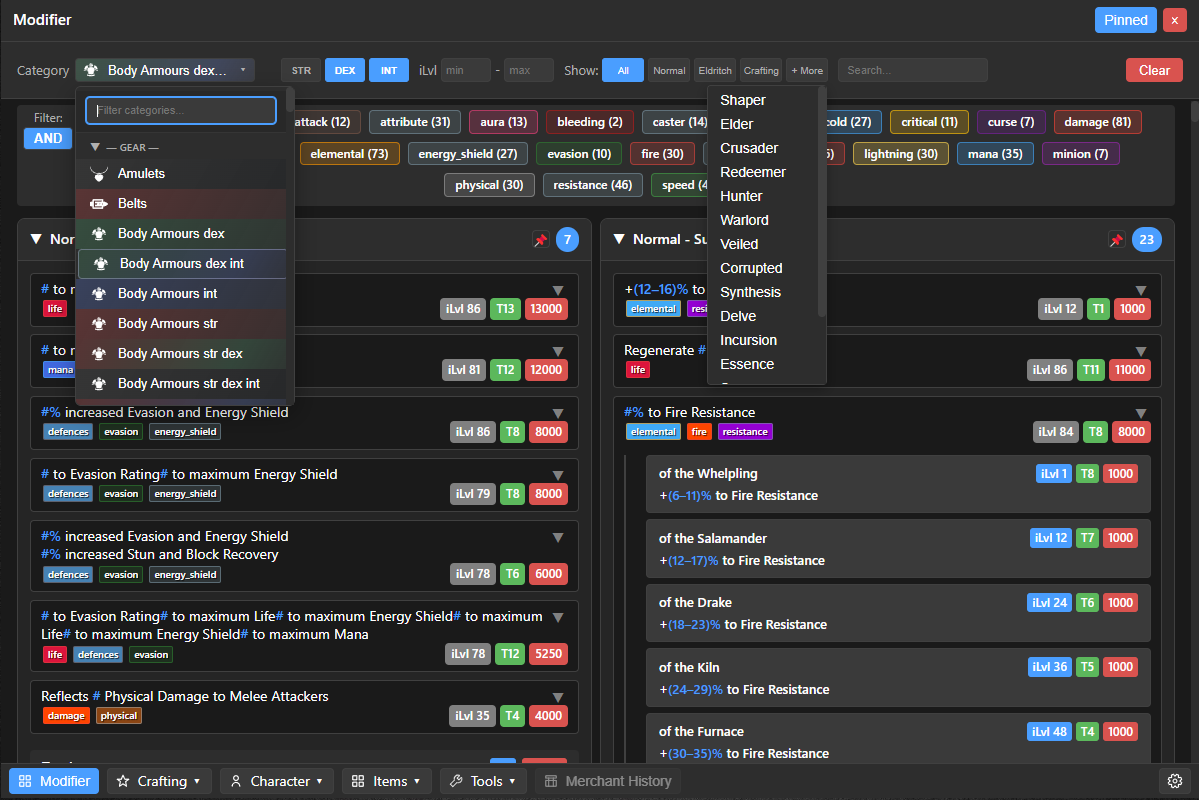 Modifier
Pinned
x
Category
Body Armours dex...
STR
DEX
INT
iLvl
min
-
max
Show:
All
Normal
Eldritch
Crafting
+ More
Search...
Clear
Filter:
AND
attack (12)
attribute (31)
aura (13)
bleeding (2)
caster (14)
cold (27)
critical (11)
curse (7)
damage (81)
elemental (73)
energy_shield (27)
evasion (10)
fire (30)
lightning (30)
mana (35)
minion (7)
physical (30)
resistance (46)
speed (4
Filter categories...
▼ — GEAR —
Amulets
Belts
Body Armours dex
Body Armours dex int
Body Armours int
Body Armours str
Body Armours str dex
Body Armours str dex int
Shaper
Elder
Crusader
Redeemer
Hunter
Warlord
Veiled
Corrupted
Synthesis
Delve
Incursion
Essence
▼ Nor
7
# to
life
iLvl 86 T13 13000
# to
mana
iLvl 81 T12 12000
#% increased Evasion and Energy Shield
defences evasion energy_shield
iLvl 86 T8 8000
# to Evasion Rating# to maximum Energy Shield
defences evasion energy_shield
iLvl 79 T8 8000
#% increased Evasion and Energy Shield
#% increased Stun and Block Recovery
defences evasion energy_shield
iLvl 78 T6 6000
# to Evasion Rating# to maximum Life# to maximum Energy Shield# to maximum
Life# to maximum Energy Shield# to maximum Mana
life defences evasion
iLvl 78 T12 5250
Reflects # Physical Damage to Melee Attackers
damage physical
iLvl 35 T4 4000
▼ Normal - Su
23
+(12–16)% to
elemental resi
iLvl 12 T1 1000
Regenerate #
life
iLvl 86 T11 11000
#% to Fire Resistance
elemental fire resistance
iLvl 84 T8 8000
of the Whelpling
iLvl 1 T8 1000
+(6–11)% to Fire Resistance
of the Salamander
iLvl 12 T7 1000
+(12–17)% to Fire Resistance
of the Drake
iLvl 24 T6 1000
+(18–23)% to Fire Resistance
of the Kiln
iLvl 36 T5 1000
+(24–29)% to Fire Resistance
of the Furnace
iLvl 48 T4 1000
+(30–35)% to Fire Resistance
Modifier
Crafting
Character
Items
Tools
Merchant History